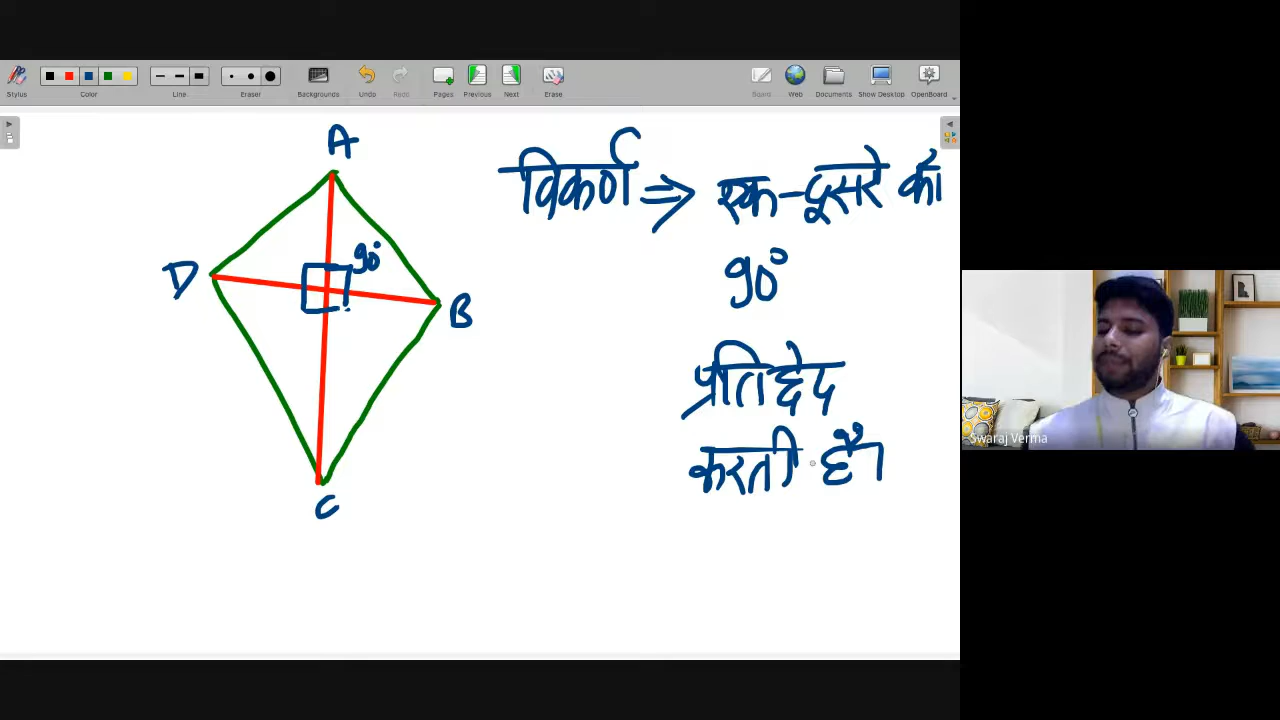 Stylus
Color
Line
Eraser
Backgrounds
Undo
Redo
Pages
Previous
Next
Erase
Board
Web
Documents
Show Desktop
OpenBoard
A
विकर्ण ⇒ एक-दूसरे को
90°
D
90°
B
प्रतिछेद
करती हैं।
C
Swaraj Verma